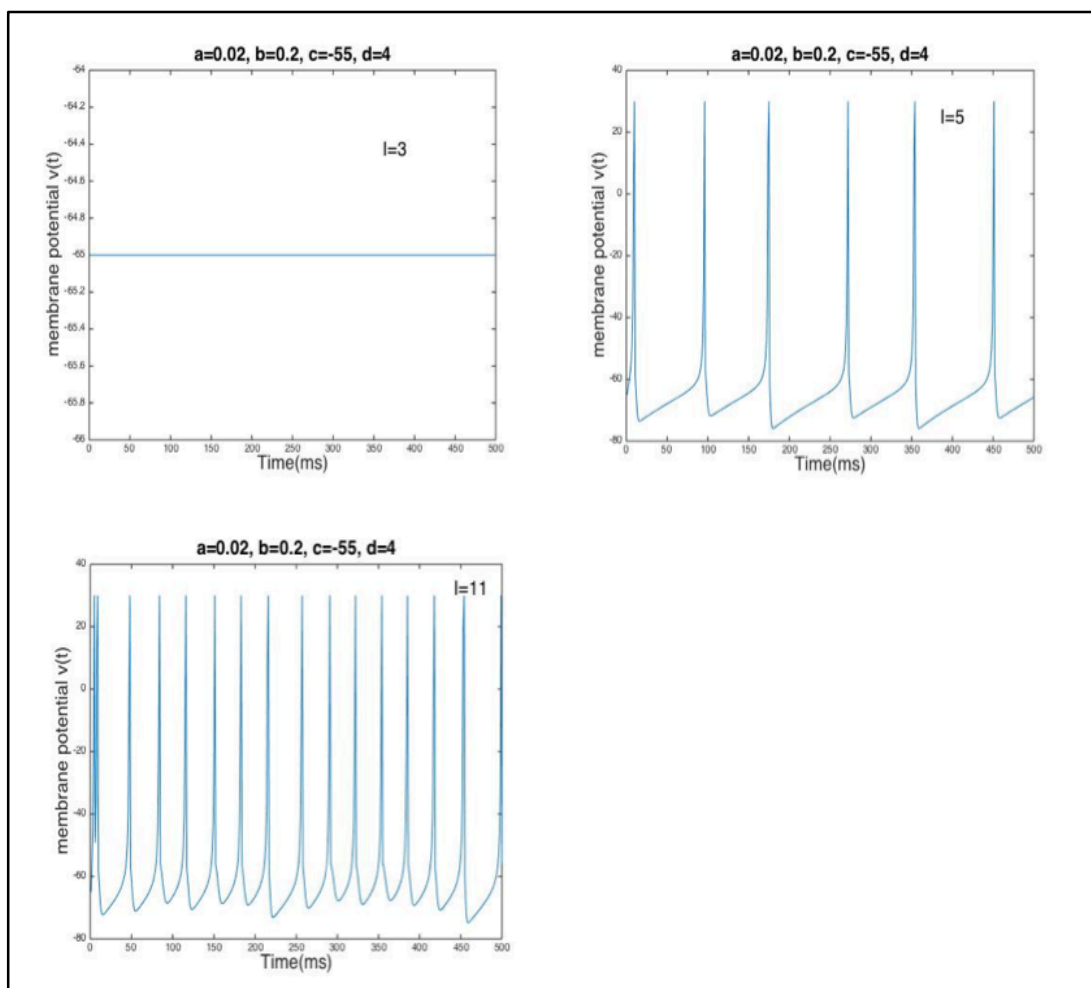 a=0.02, b=0.2, c=-55, d=4
-64
-64.2
-64.4
-64.6
-64.8
-65
-65.2
-65.4
-65.6
-65.8
-66
membrane potential v(t)
I=3
0 50 100 150 200 250 300 350 400 450 500
Time(ms)
a=0.02, b=0.2, c=-55, d=4
40
20
0
-20
-40
-60
-80
membrane potential v(t)
I=5
0 50 100 150 200 250 300 350 400 450 500
Time(ms)
a=0.02, b=0.2, c=-55, d=4
40
20
0
-20
-40
-60
-80
membrane potential v(t)
I=11
0 50 100 150 200 250 300 350 400 450 500
Time(ms)